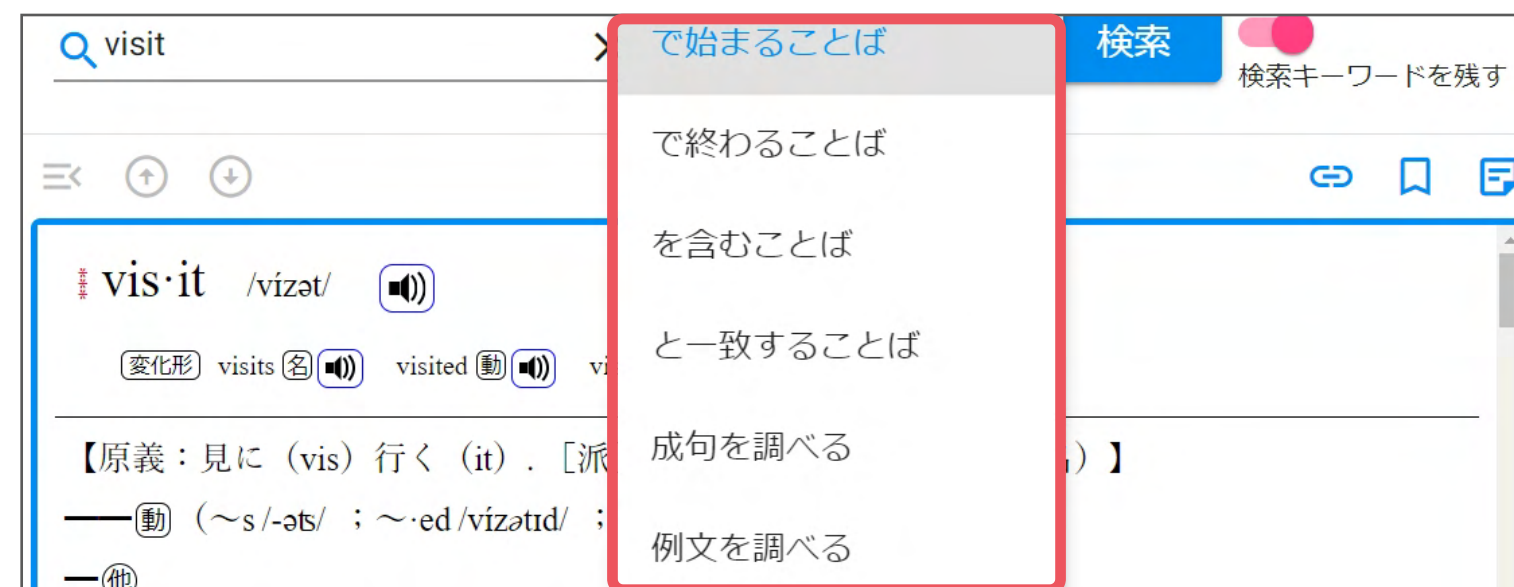 visit
で始まることば
検索
検索キーワードを残す
で終わることば
を含むことば
vis·it /vízət/
と一致することば
変化形 visits 名 visited 動
【原義：見に（vis）行く（it）．［派
）】
成句を調べる
━━動 （～s /-əts/ ；～·ed /vízətɪd/ ；
例文を調べる
━他